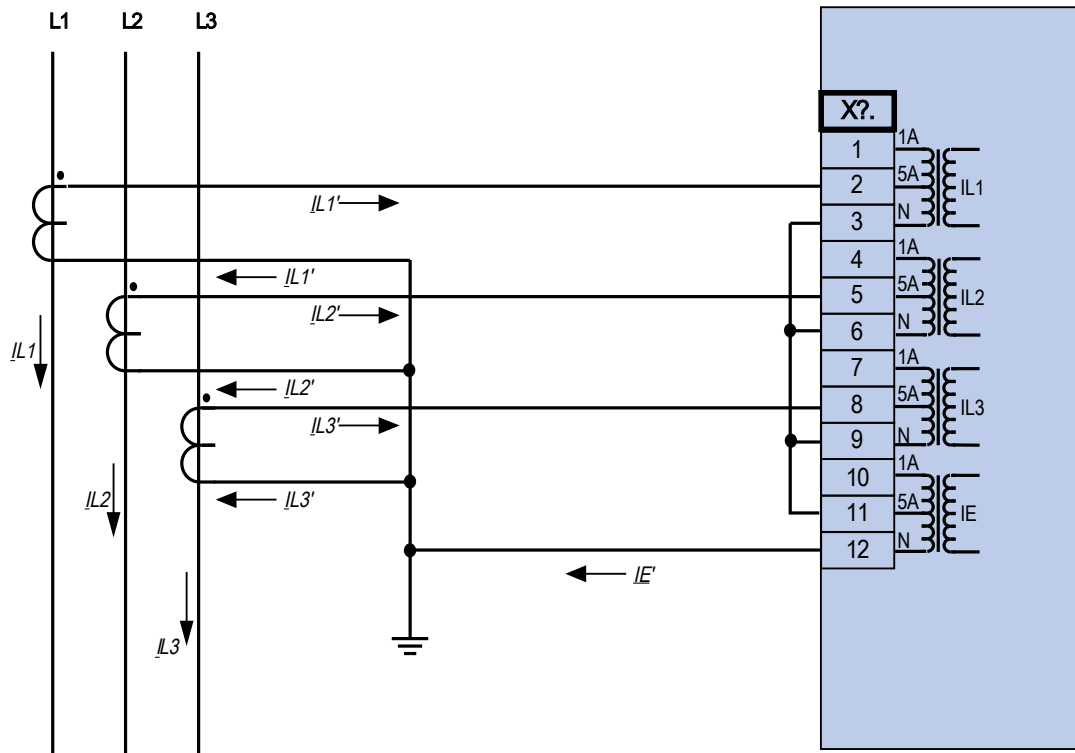 L1 L2 L3
X?.
1 1A
2 5A IL1
3 N
4 1A
5 5A IL2
6 N
7 1A
8 5A IL3
9 N
10 1A
11 5A IE
12 N
IL1'
IL1'
IL2'
IL2'
IL3'
IL3'
IE'
IL1
IL2
IL3